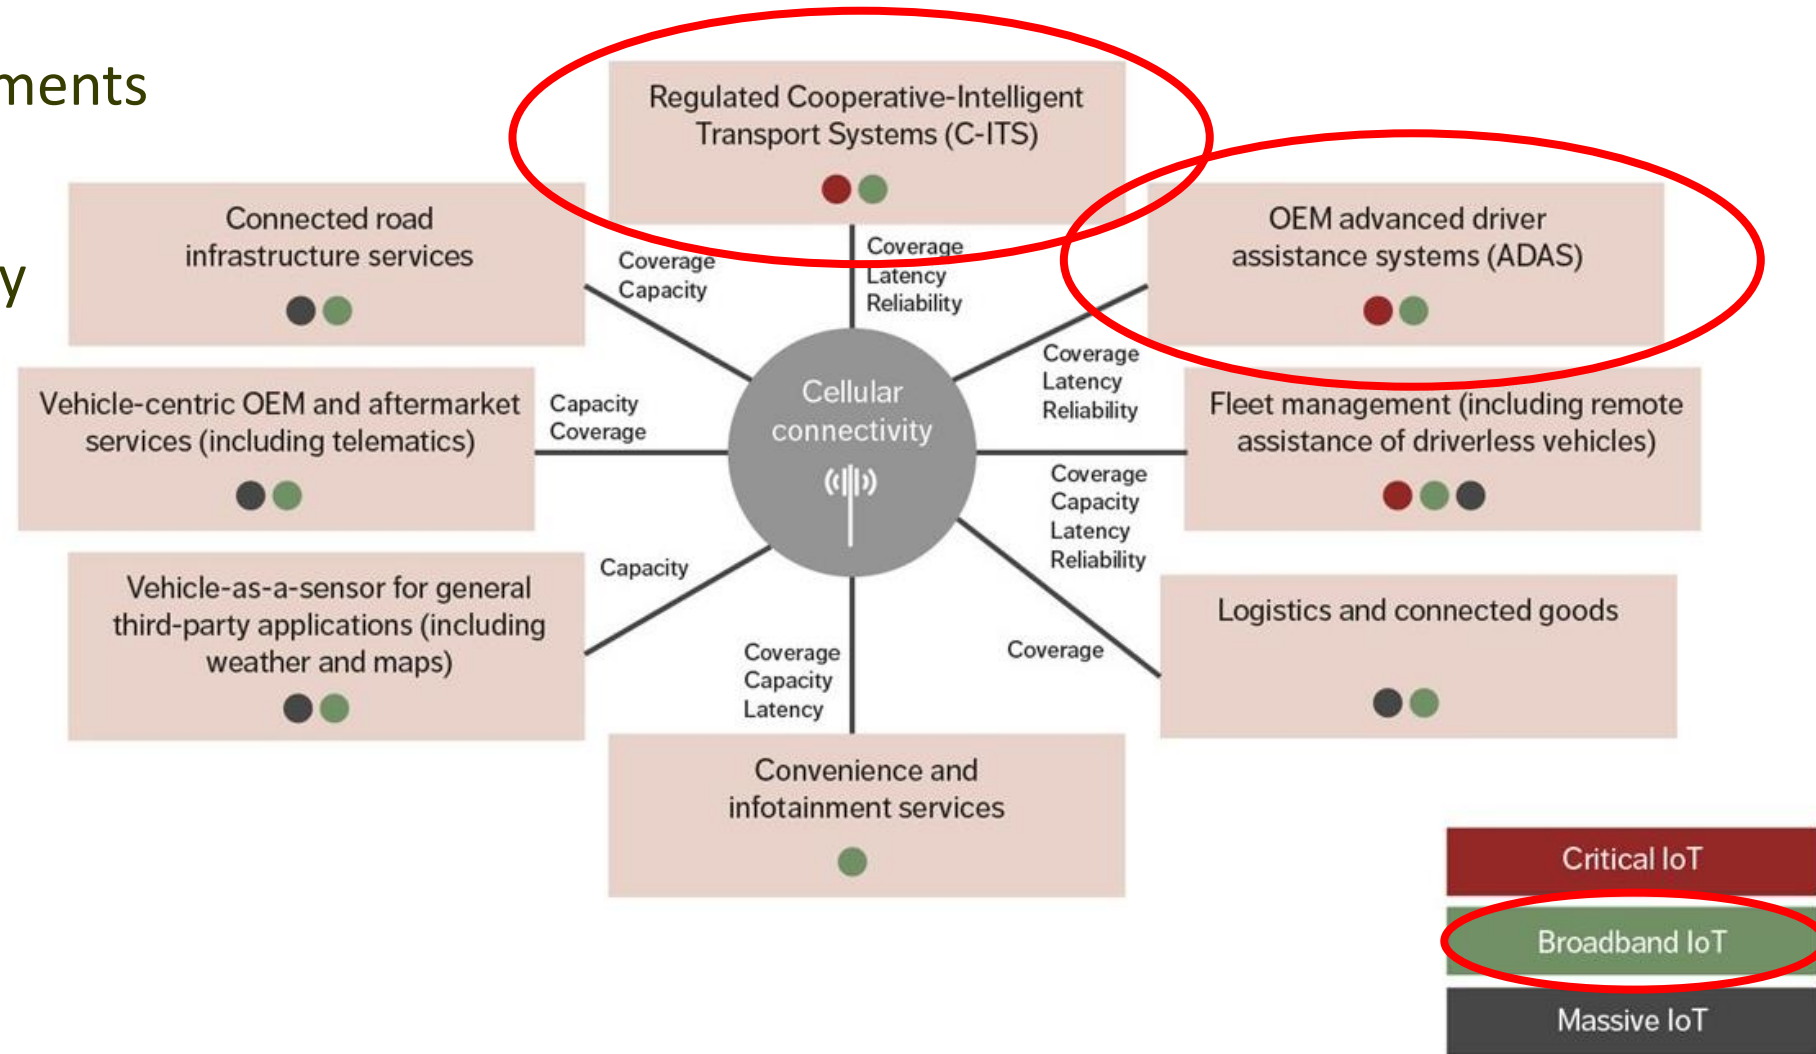 ments
y
Regulated Cooperative-Intelligent
Transport Systems (C-ITS)
Connected road
infrastructure services
OEM advanced driver
assistance systems (ADAS)
Coverage
Capacity
Coverage
Latency
Reliability
Coverage
Latency
Reliability
Cellular
connectivity
Vehicle-centric OEM and aftermarket
services (including telematics)
Capacity
Coverage
Fleet management (including remote
assistance of driverless vehicles)
Coverage
Capacity
Latency
Reliability
Vehicle-as-a-sensor for general
third-party applications (including
weather and maps)
Capacity
Coverage
Capacity
Latency
Coverage
Logistics and connected goods
Convenience and
infotainment services
Critical IoT
Broadband IoT
Massive IoT